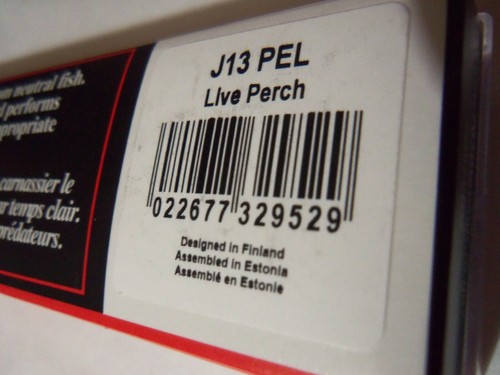 neutral fish.
performs
carnassier le
temps clair,
prédateurs.
J13 PEL
Live Perch
022677 329529
Designed in Finland
Assembled in Estonia
Assemblé en Estonie